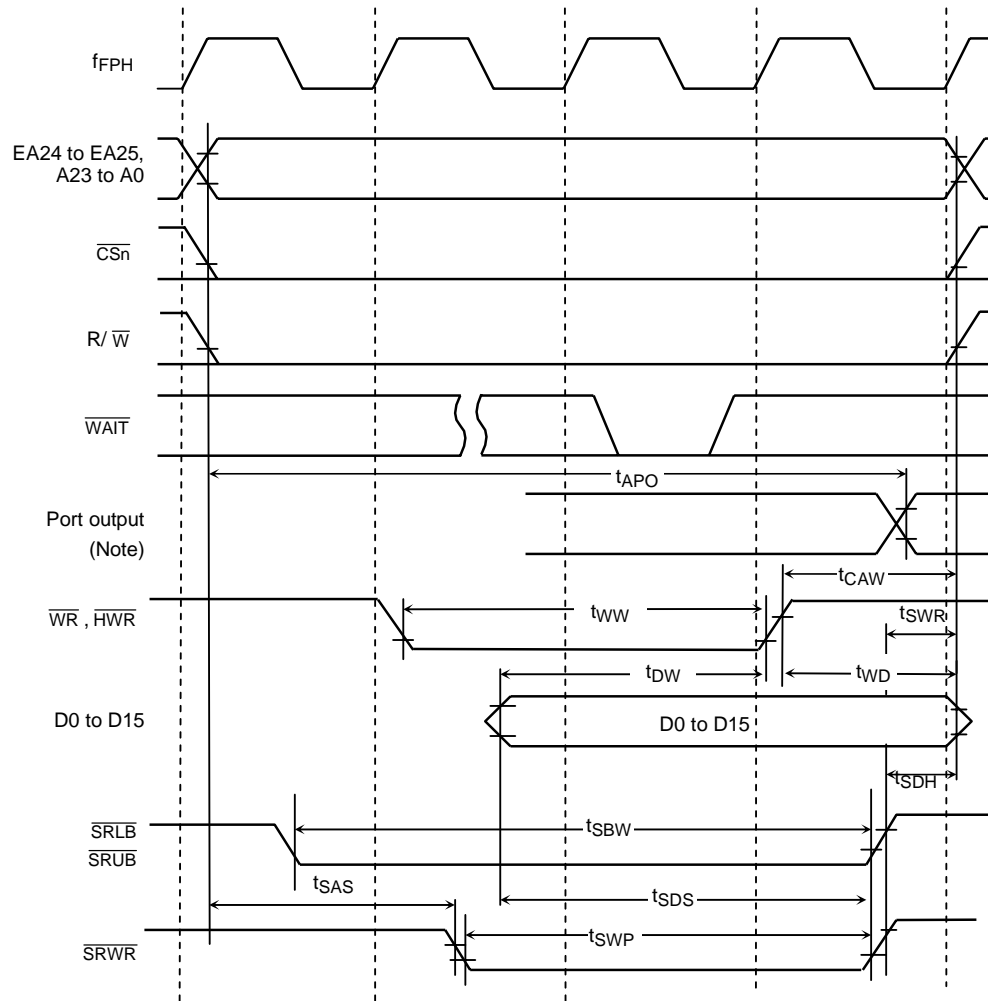 fFPH
EA24 to EA25,
A23 to A0
CSn
R/ W
WAIT
tAPO
Port output
(Note)
tCAW
WR , HWR
tWW
tSWR
tDW
tWD
D0 to D15
D0 to D15
tSDH
SRLB
tSBW
SRUB
tSAS
tSDS
tSWP
SRWR